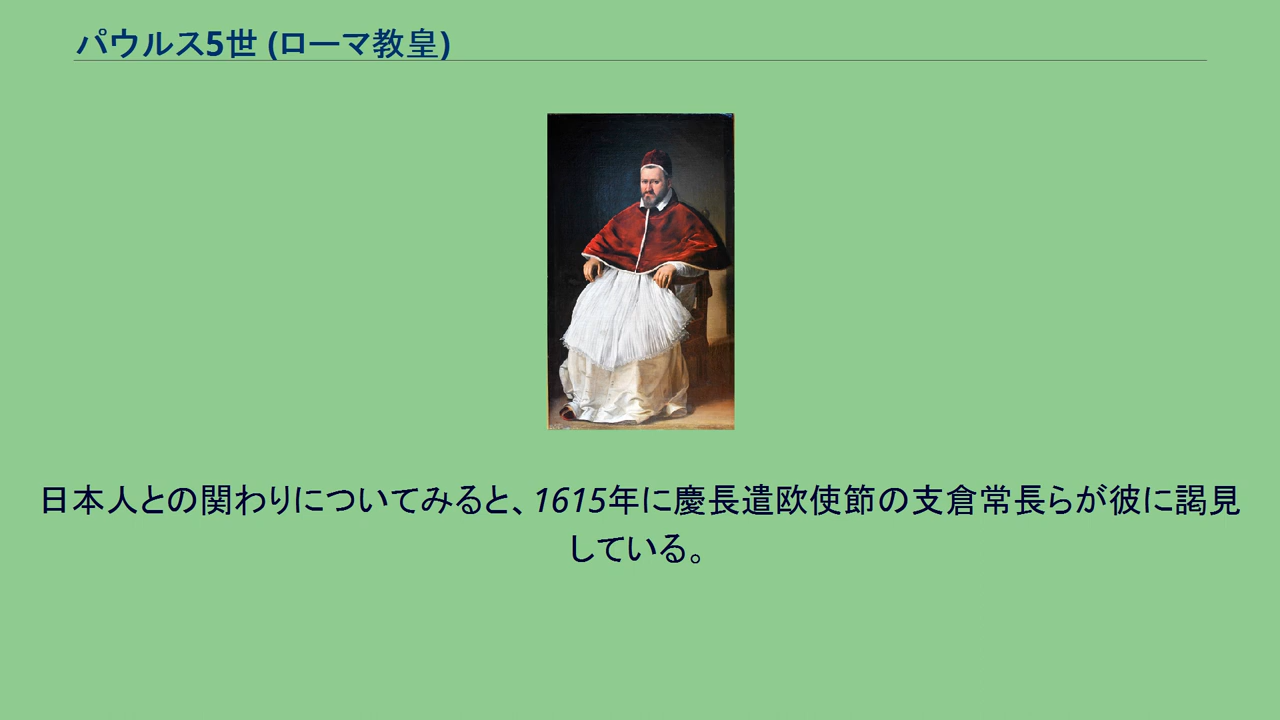 パウルス5世 (ローマ教皇)
日本人との関わりについてみると、1615年に慶長遣欧使節の支倉常長らが彼に謁見
している。